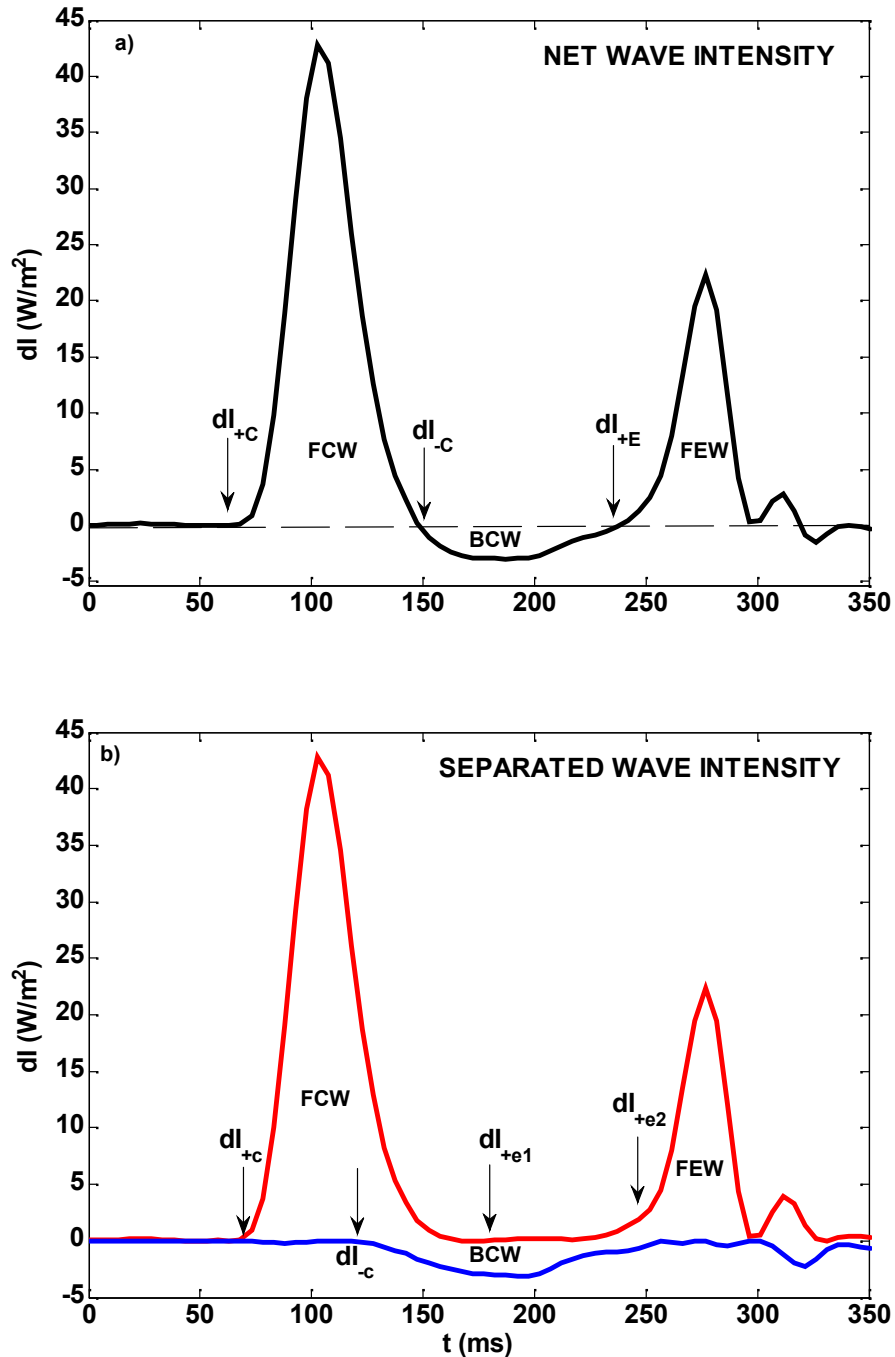 a)
NET WAVE INTENSITY
45
40
35
30
25
20
15
10
5
0
-5
dI (W/m²)
dI+C
FCW
dI-C
BCW
dI+E
FEW
0 50 100 150 200 250 300 350
b)
SEPARATED WAVE INTENSITY
45
40
35
30
25
20
15
10
5
0
-5
dI (W/m²)
dI+c
FCW
dI-c
dI+e1
BCW
dI+e2
FEW
0 50 100 150 200 250 300 350
t (ms)